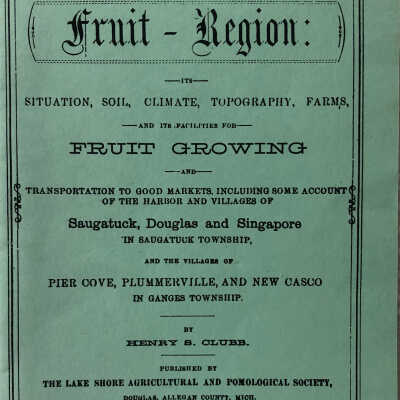 Fruit - Region:
—ITS—
SITUATION, SOIL, CLIMATE, TOPOGRAPHY, FARMS,
—AND ITS FACILITIES FOR—
FRUIT GROWING
—AND—
TRANSPORTATION TO GOOD MARKETS, INCLUDING SOME ACCOUNT
OF THE HARBOR AND VILLAGES OF
Saugatuck, Douglas and Singapore
IN SAUGATUCK TOWNSHIP,
AND THE VILLAGES OF
PIER COVE, PLUMMERVILLE, AND NEW CASCO
IN GANGES TOWNSHIP.
BY
HENRY S. CLUBB.
PUBLISHED BY
THE LAKE SHORE AGRICULTURAL AND POMOLOGICAL SOCIETY,
DOUGLAS, ALLEGAN COUNTY, MICH.